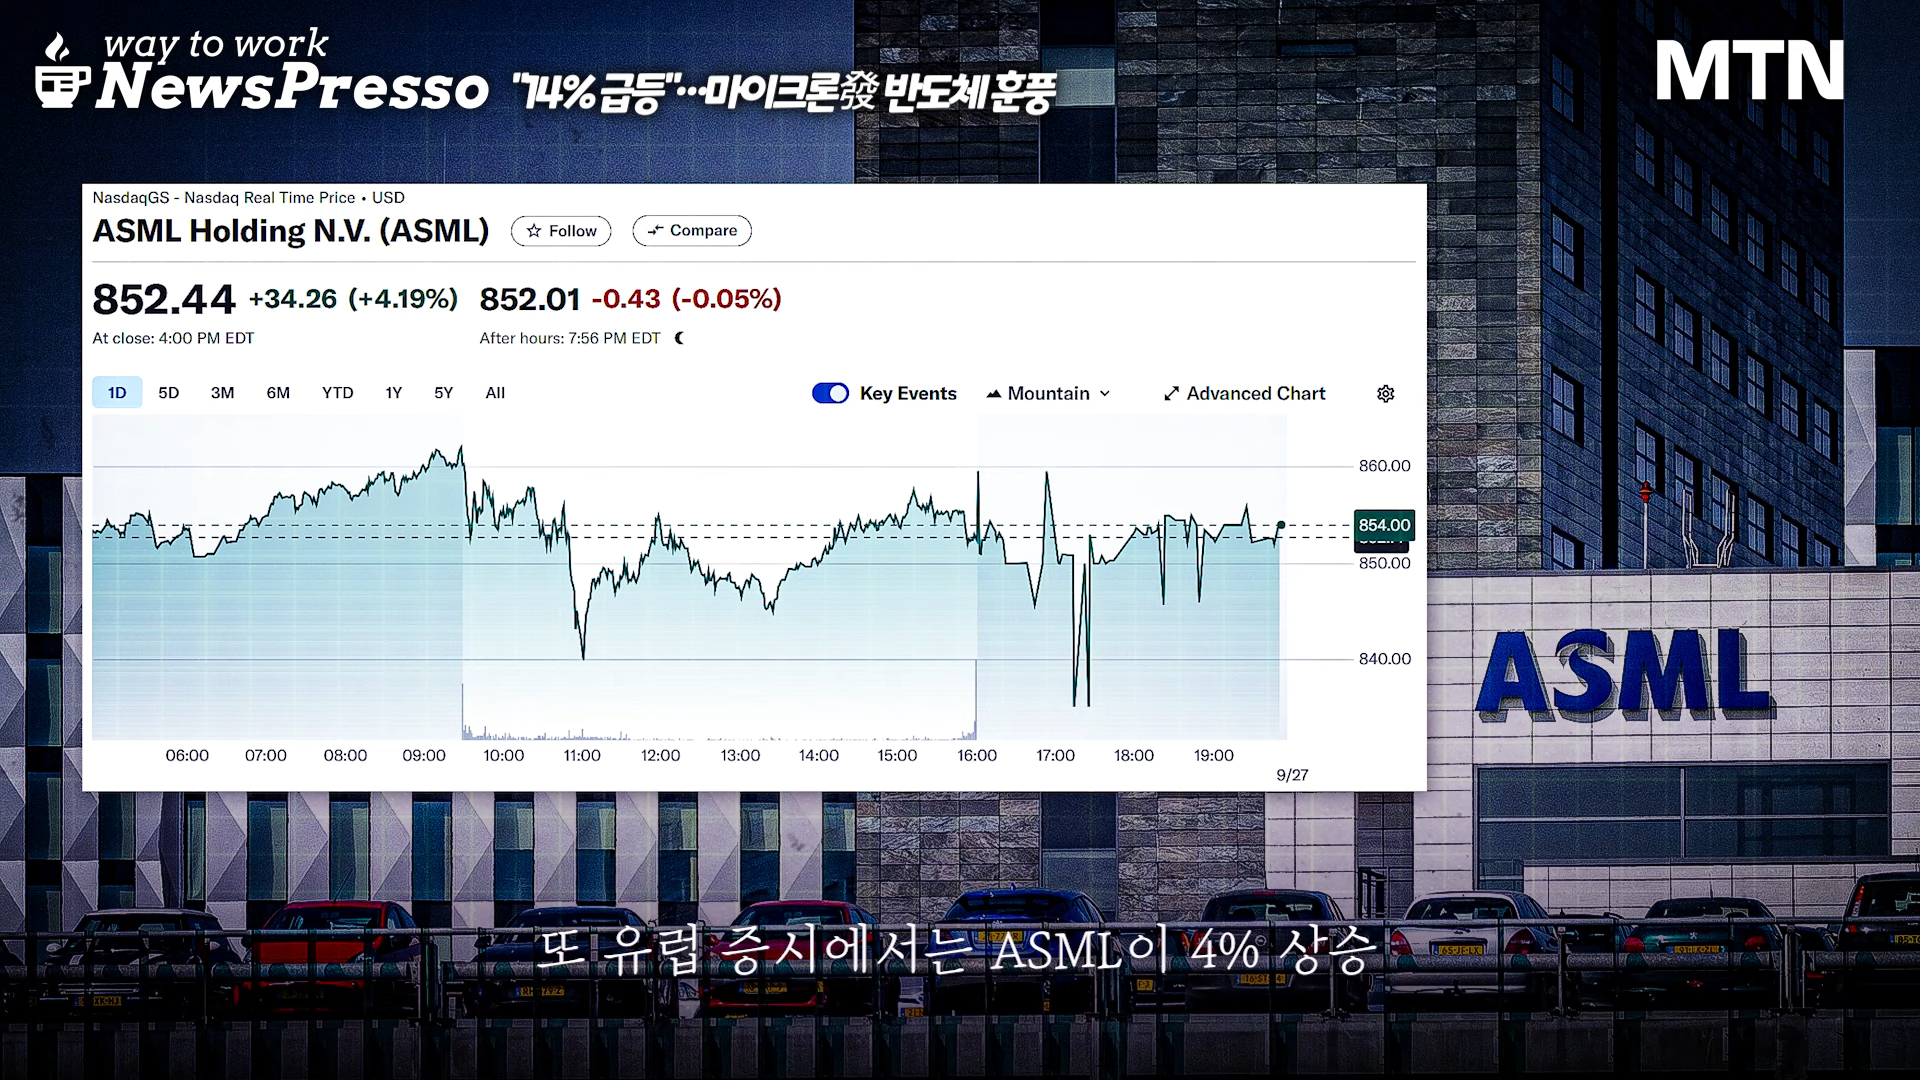 way to work
NewsPresso "14% 급등"…마이크론發 반도체 훈풍
MTN
NasdaqGS - Nasdaq Real Time Price • USD
ASML Holding N.V. (ASML) Follow Compare
852.44 +34.26 (+4.19%) 852.01 -0.43 (-0.05%)
At close: 4:00 PM EDT After hours: 7:56 PM EDT
1D 5D 3M 6M YTD 1Y 5Y All Key Events Mountain Advanced Chart
860.00
854.00
850.00
840.00
06:00 07:00 08:00 09:00 10:00 11:00 12:00 13:00 14:00 15:00 16:00 17:00 18:00 19:00
9/27
ASML
또 유럽 증시에서는 ASML이 4% 상승